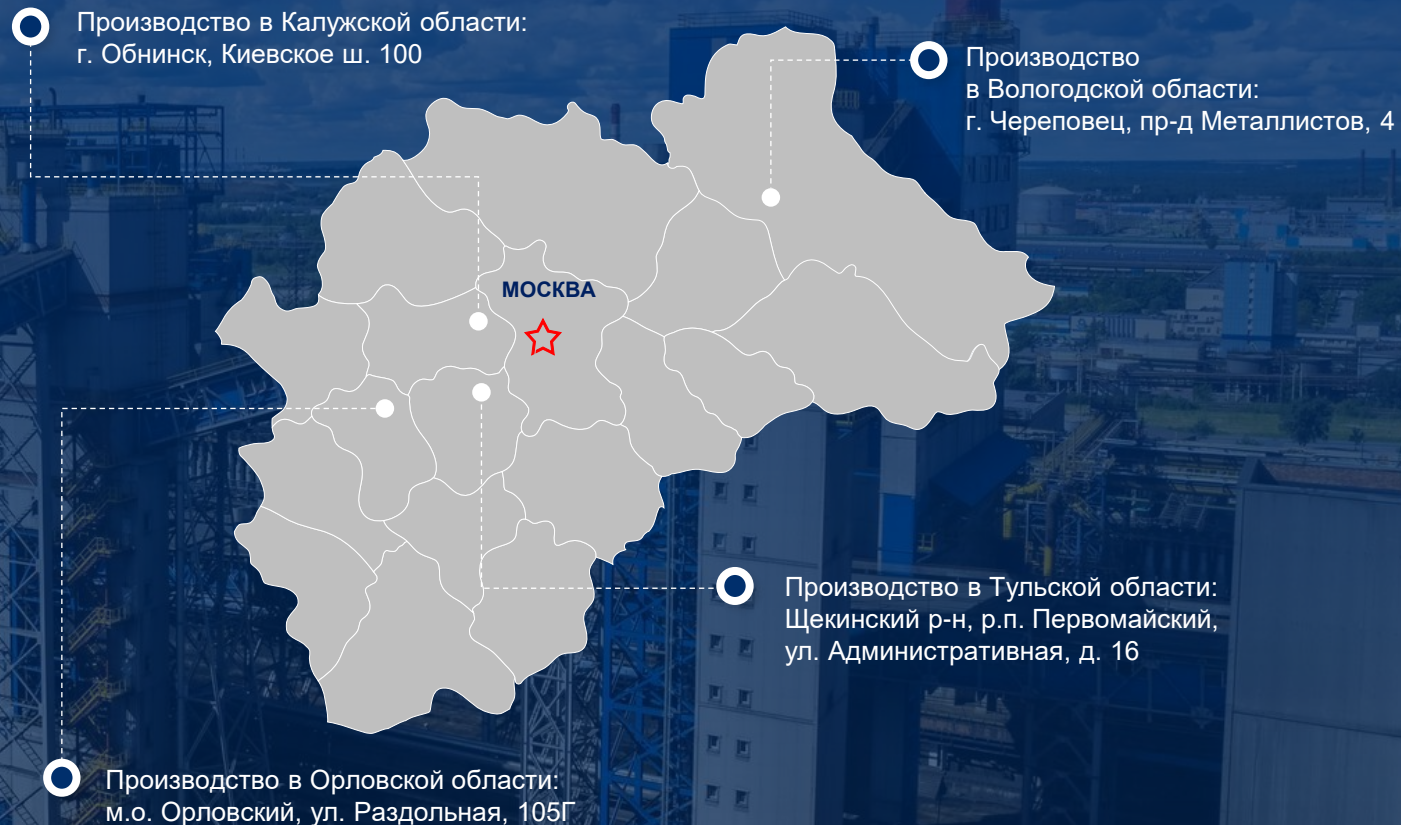 Производство в Калужской области:
г. Обнинск, Киевское ш. 100
Производство
в Вологодской области:
г. Череповец, пр-д Металлистов, 4
МОСКВА
Производство в Тульской области:
Щекинский р-н, р.п. Первомайский,
ул. Административная, д. 16
Производство в Орловской области:
м.о. Орловский, ул. Раздольная, 105Г